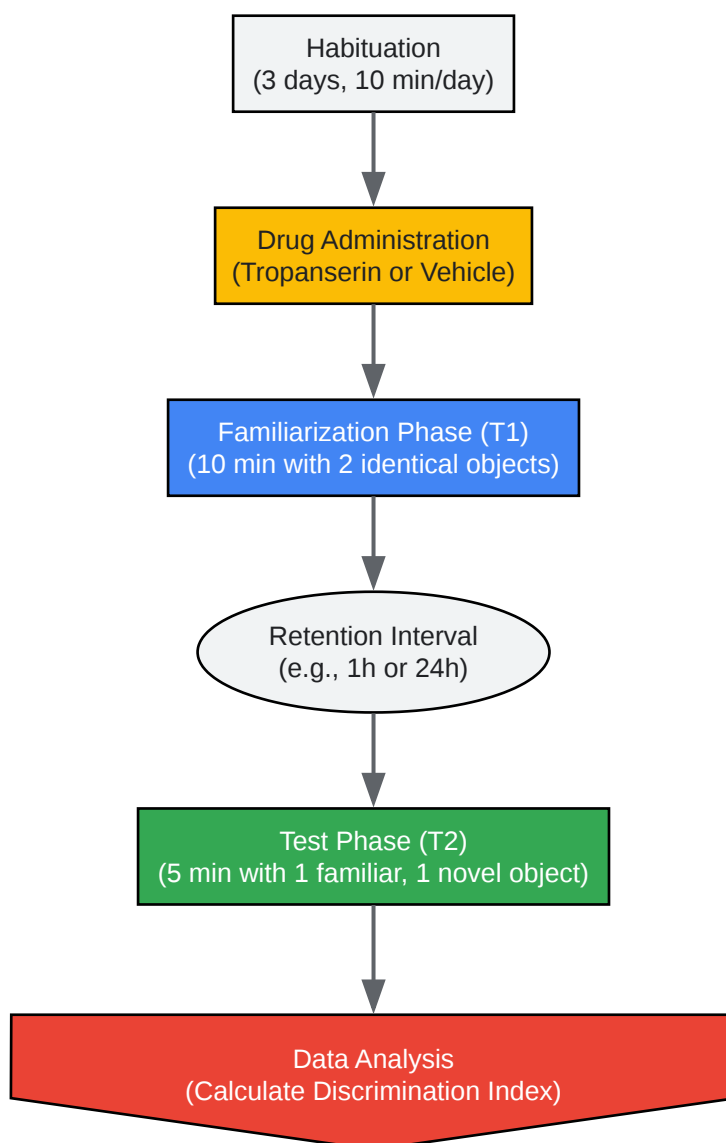 Habituation
(3 days, 10 min/day)
Drug Administration
(Tropanserin or Vehicle)
Familiarization Phase (T1)
(10 min with 2 identical objects)
Retention Interval
(e.g., 1h or 24h)
Test Phase (T2)
(5 min with 1 familiar, 1 novel object)
Data Analysis
(Calculate Discrimination Index)